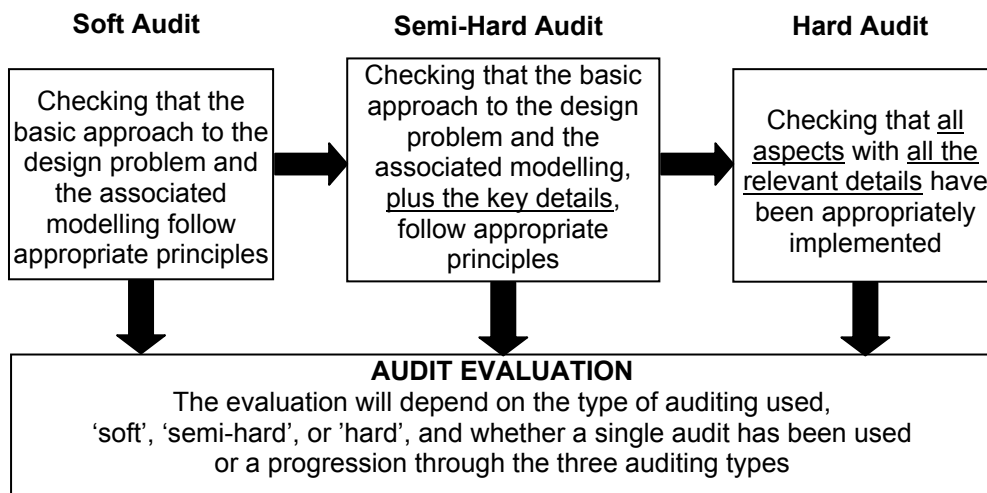 Soft Audit
Checking that the
basic approach to the
design problem and
the associated
modelling follow
appropriate principles
Semi-Hard Audit
Checking that the basic
approach to the design
problem and the
associated modelling,
plus the key details,
follow appropriate
principles
Hard Audit
Checking that all
aspects with all the
relevant details have
been appropriately
implemented
AUDIT EVALUATION
The evaluation will depend on the type of auditing used,
‘soft’, ‘semi-hard’, or ’hard’, and whether a single audit has been used
or a progression through the three auditing types